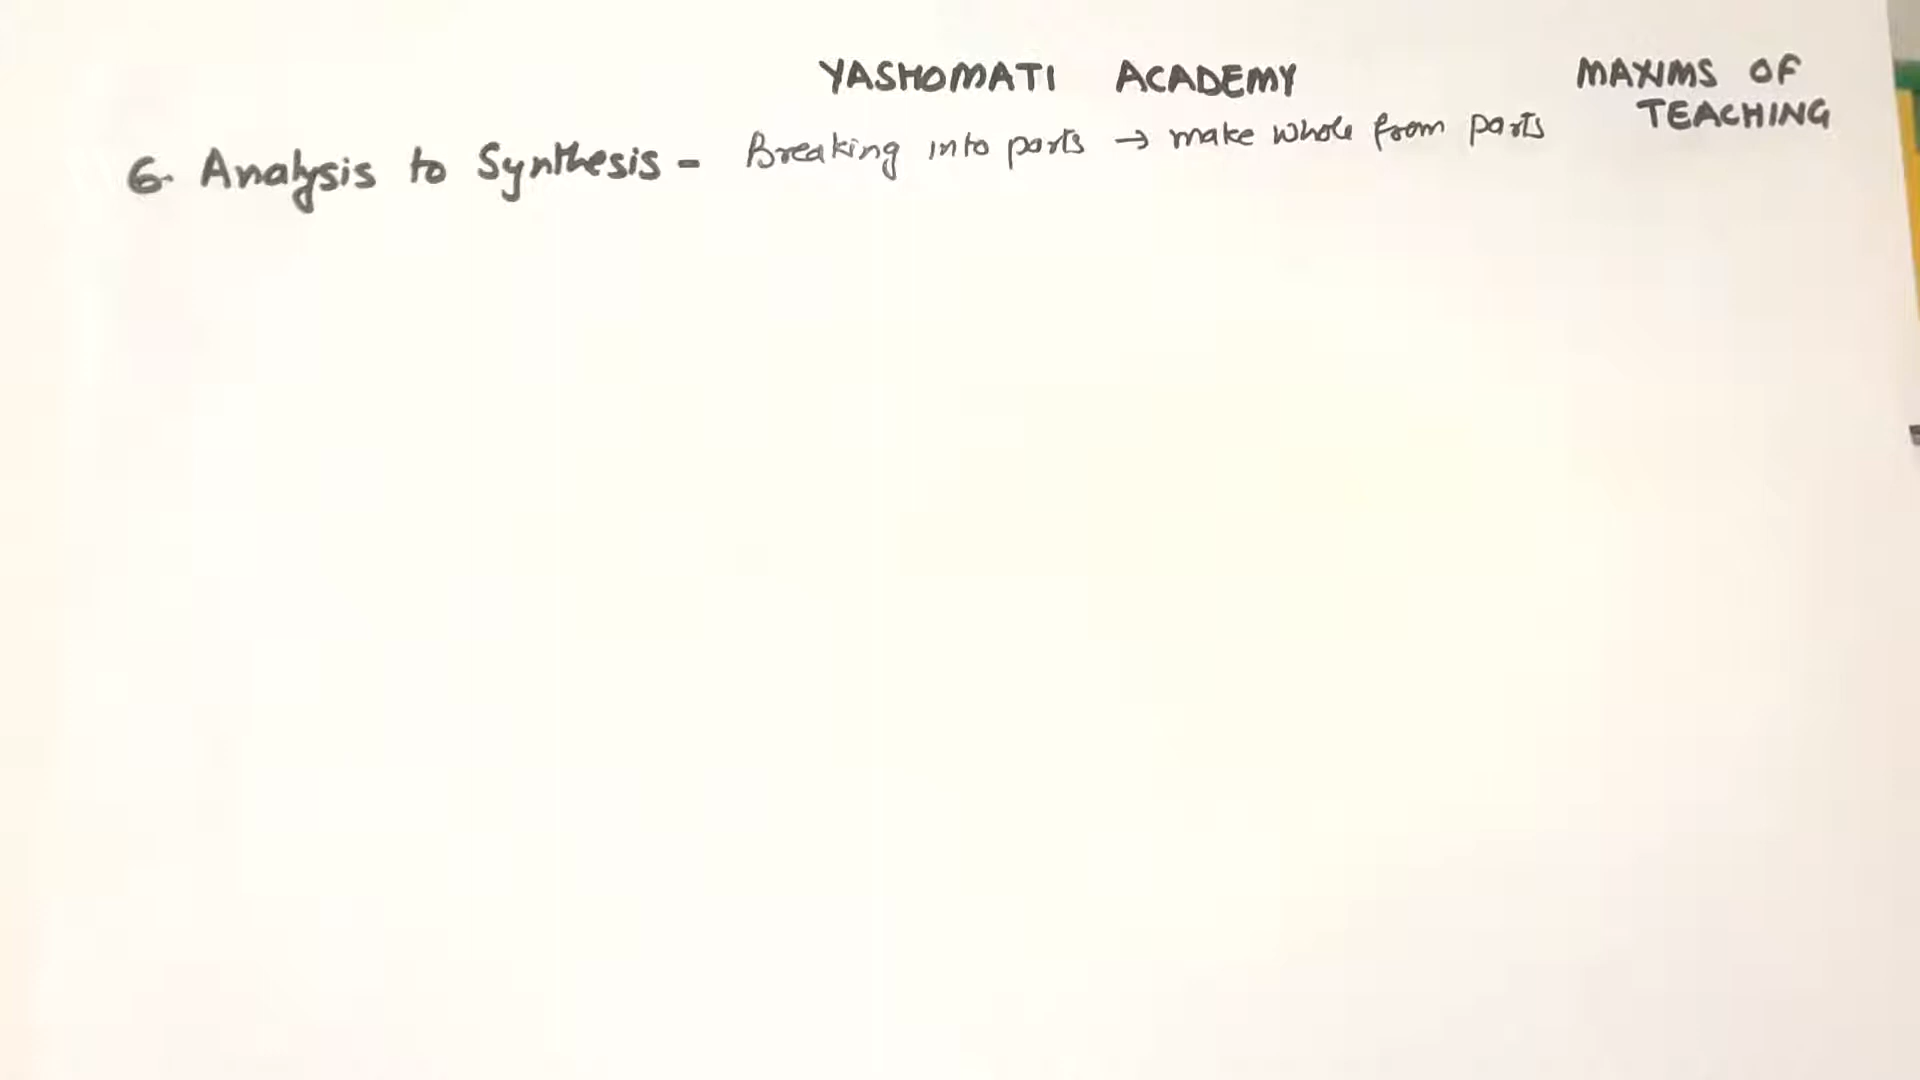 YASHOMATI ACADEMY
MAXIMS OF
TEACHING
6. Analysis to Synthesis - Breaking into parts → make whole from parts